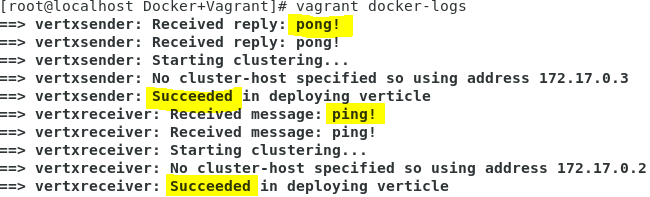 [root@localhost Docker+Vagrant]# vagrant docker-logs
==> vertxsender: Received reply: pong!
==> vertxsender: Received reply: pong!
==> vertxsender: Starting clustering...
==> vertxsender: No cluster-host specified so using address 172.17.0.3
==> vertxsender: Succeeded in deploying verticle
==> vertxreceiver: Received message: ping!
==> vertxreceiver: Received message: ping!
==> vertxreceiver: Starting clustering...
==> vertxreceiver: No cluster-host specified so using address 172.17.0.2
==> vertxreceiver: Succeeded in deploying verticle